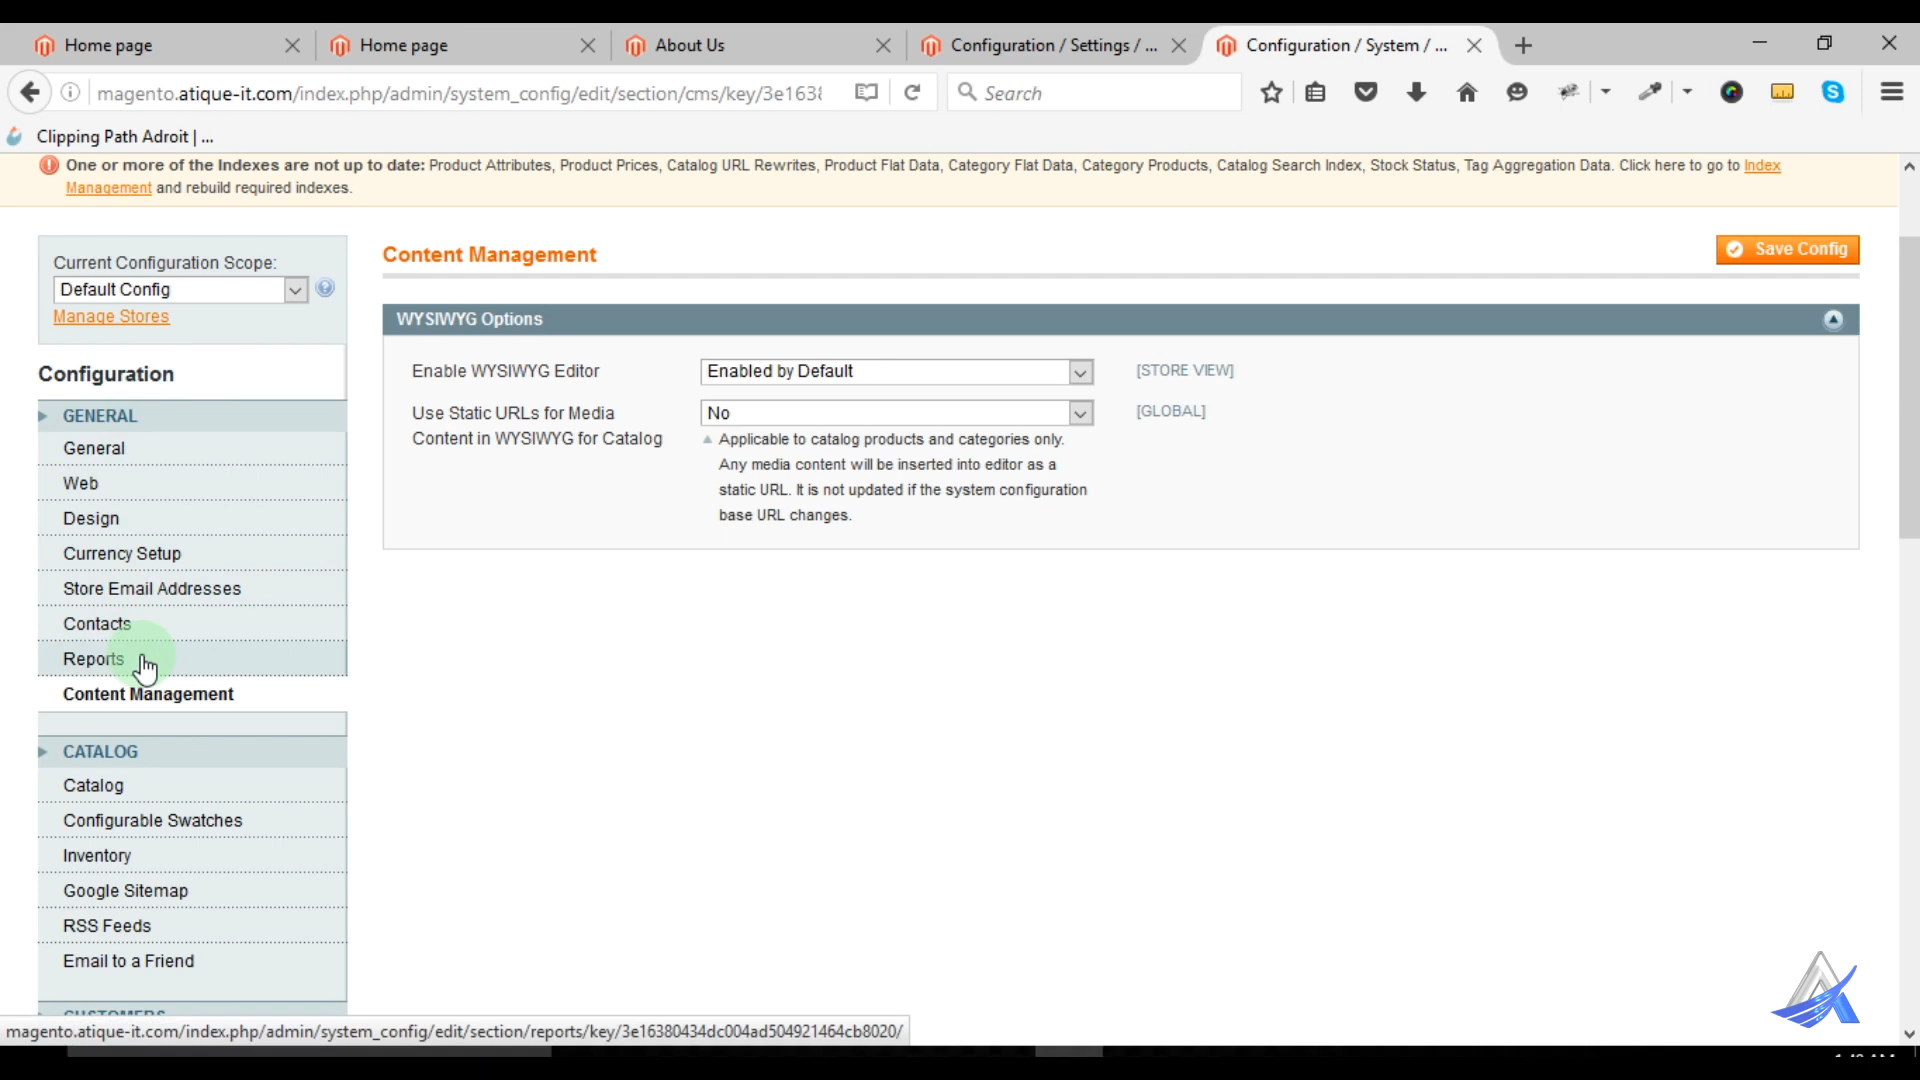 Home page
Home page
About Us
Configuration / Settings / ...
Configuration / System / ...
magento.atique-it.com/index.php/admin/system_config/edit/section/cms/key/3e1638
Search
Clipping Path Adroit | ...
One or more of the Indexes are not up to date: Product Attributes, Product Prices, Catalog URL Rewrites, Product Flat Data, Category Flat Data, Category Products, Catalog Search Index, Stock Status, Tag Aggregation Data. Click here to go to Index
Management and rebuild required indexes.
Current Configuration Scope:
Default Config
Manage Stores
Configuration
GENERAL
General
Web
Design
Currency Setup
Store Email Addresses
Contacts
Reports
Content Management
CATALOG
Catalog
Configurable Swatches
Inventory
Google Sitemap
RSS Feeds
Email to a Friend
CUSTOMERS
Content Management
Save Config
WYSIWYG Options
Enable WYSIWYG Editor
Enabled by Default
[STORE VIEW]
Use Static URLs for Media
Content in WYSIWYG for Catalog
No
[GLOBAL]
Applicable to catalog products and categories only.
Any media content will be inserted into editor as a
static URL. It is not updated if the system configuration
base URL changes.
magento.atique-it.com/index.php/admin/system_config/edit/section/reports/key/3e16380434dc004ad504921464cb8020/